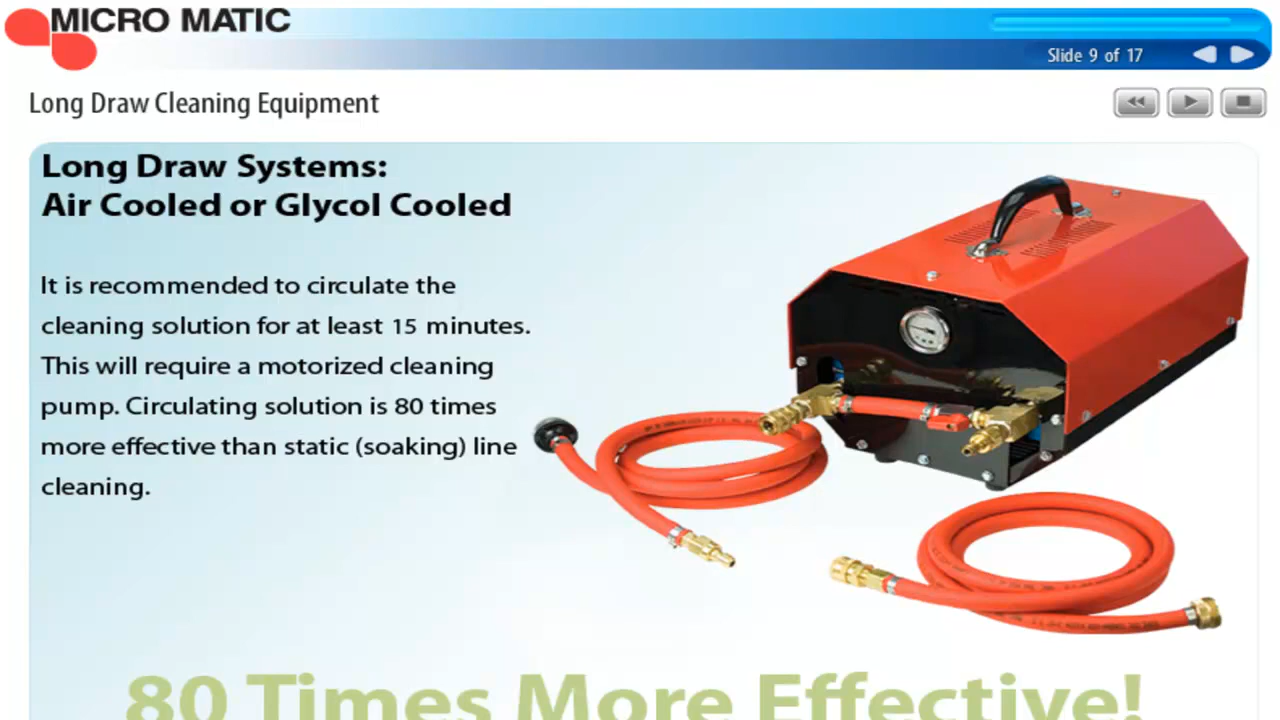 MICRO MATIC
Slide 9 of 17
Long Draw Cleaning Equipment
Long Draw Systems:
Air Cooled or Glycol Cooled
It is recommended to circulate the
cleaning solution for at least 15 minutes.
This will require a motorized cleaning
pump. Circulating solution is 80 times
more effective than static (soaking) line
cleaning.
80 Times More Effective!